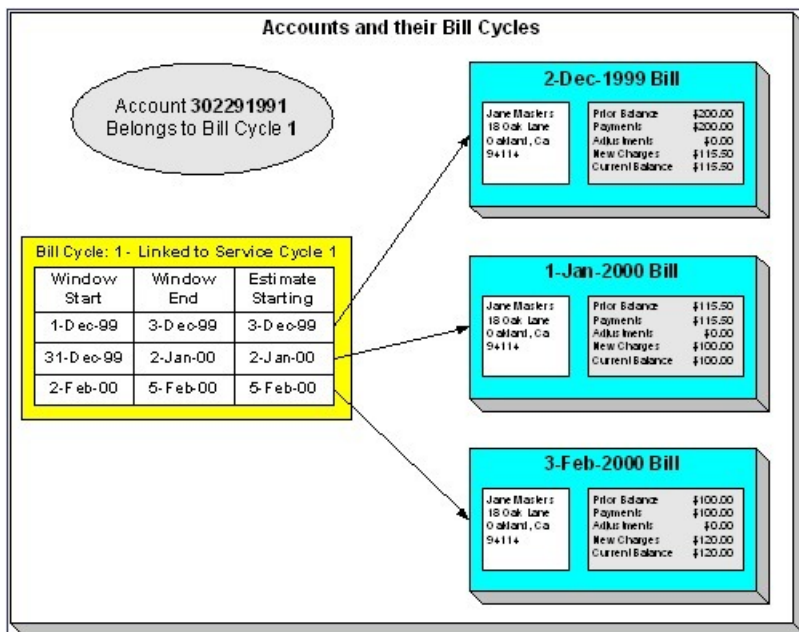 Accounts and their Bill Cycles
Account 302291991
Belongs to Bill Cycle 1
Bill Cycle: 1 - Linked to Service Cycle 1
Window Start Window End Estimate Starting
1-Dec-99 3-Dec-99 3-Dec-99
31-Dec-99 2-Jan-00 2-Jan-00
2-Feb-00 5-Feb-00 5-Feb-00
2-Dec-1999 Bill
Jane Masters
18 Oak Lane
Oakland, Ca
94114
Prior Balance $200.00
Payments $200.00
Adjustments $0.00
New Charges $115.50
Current Balance $115.50
1-Jan-2000 Bill
Jane Masters
18 Oak Lane
Oakland, Ca
94114
Prior Balance $115.50
Payments $115.50
Adjustments $0.00
New Charges $100.00
Current Balance $100.00
3-Feb-2000 Bill
Jane Masters
18 Oak Lane
Oakland, Ca
94114
Prior Balance $100.00
Payments $100.00
Adjustments $0.00
New Charges $120.00
Current Balance $120.00